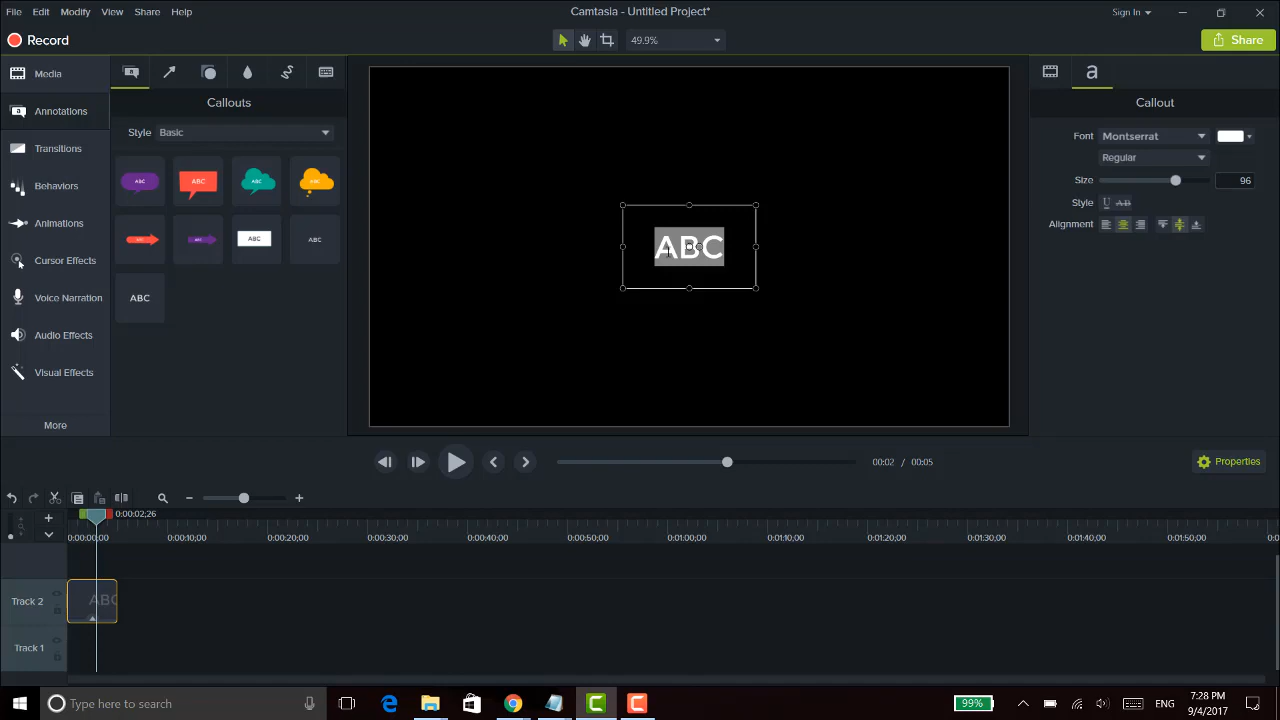 File Edit Modify View Share Help
Camtasia - Untitled Project*
Sign In
Record
49.9%
Share
Media
Annotations
Transitions
Behaviors
Animations
Cursor Effects
Voice Narration
Audio Effects
Visual Effects
More
Callouts
Style Basic
ABC ABC ABC ABC
ABC ABC ABC ABC
ABC
ABC
a
Callout
Font Montserrat
Regular
Size 96
Style U AB
Alignment
00:02 / 00:05
Properties
0:00:02;26
0:00:00;00 0:00:10;00 0:00:20;00 0:00:30;00 0:00:40;00 0:00:50;00 0:01:00;00 0:01:10;00 0:01:20;00 0:01:30;00 0:01:40;00 0:01:50;00
Track 2
ABC
Track 1
Type here to search
99%
ENG
7:28 PM
9/4/2017